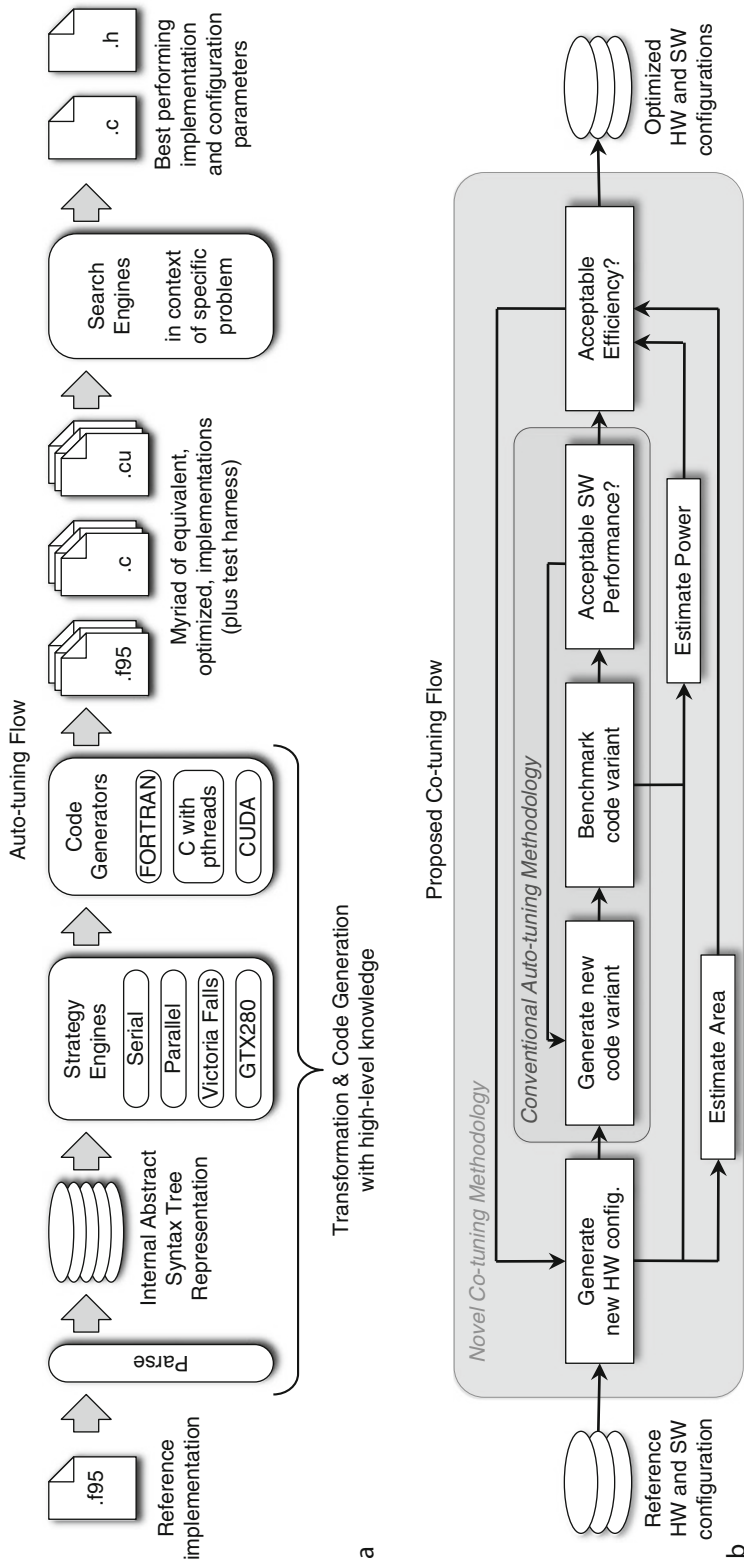 Auto-tuning Flow
.f95
Reference
implementation
Parse
Internal Abstract
Syntax Tree
Representation
Strategy
Engines
Serial
Parallel
Victoria Falls
GTX280
Code
Generators
FORTRAN
C with
pthreads
CUDA
Transformation & Code Generation
with high-level knowledge
.f95
.c
.cu
Myriad of equivalent,
optimized, implementations
(plus test harness)
Search
Engines
in context
of specific
problem
.c
.h
Best performing
implementation
and configuration
parameters
a
Proposed Co-tuning Flow
Reference
HW and SW
configuration
Novel Co-tuning Methodology
Generate
new HW config.
Conventional Auto-tuning Methodology
Generate new
code variant
Benchmark
code variant
Acceptable SW
Performance?
Acceptable
Efficiency?
Estimate Power
Estimate Area
Optimized
HW and SW
configurations
b